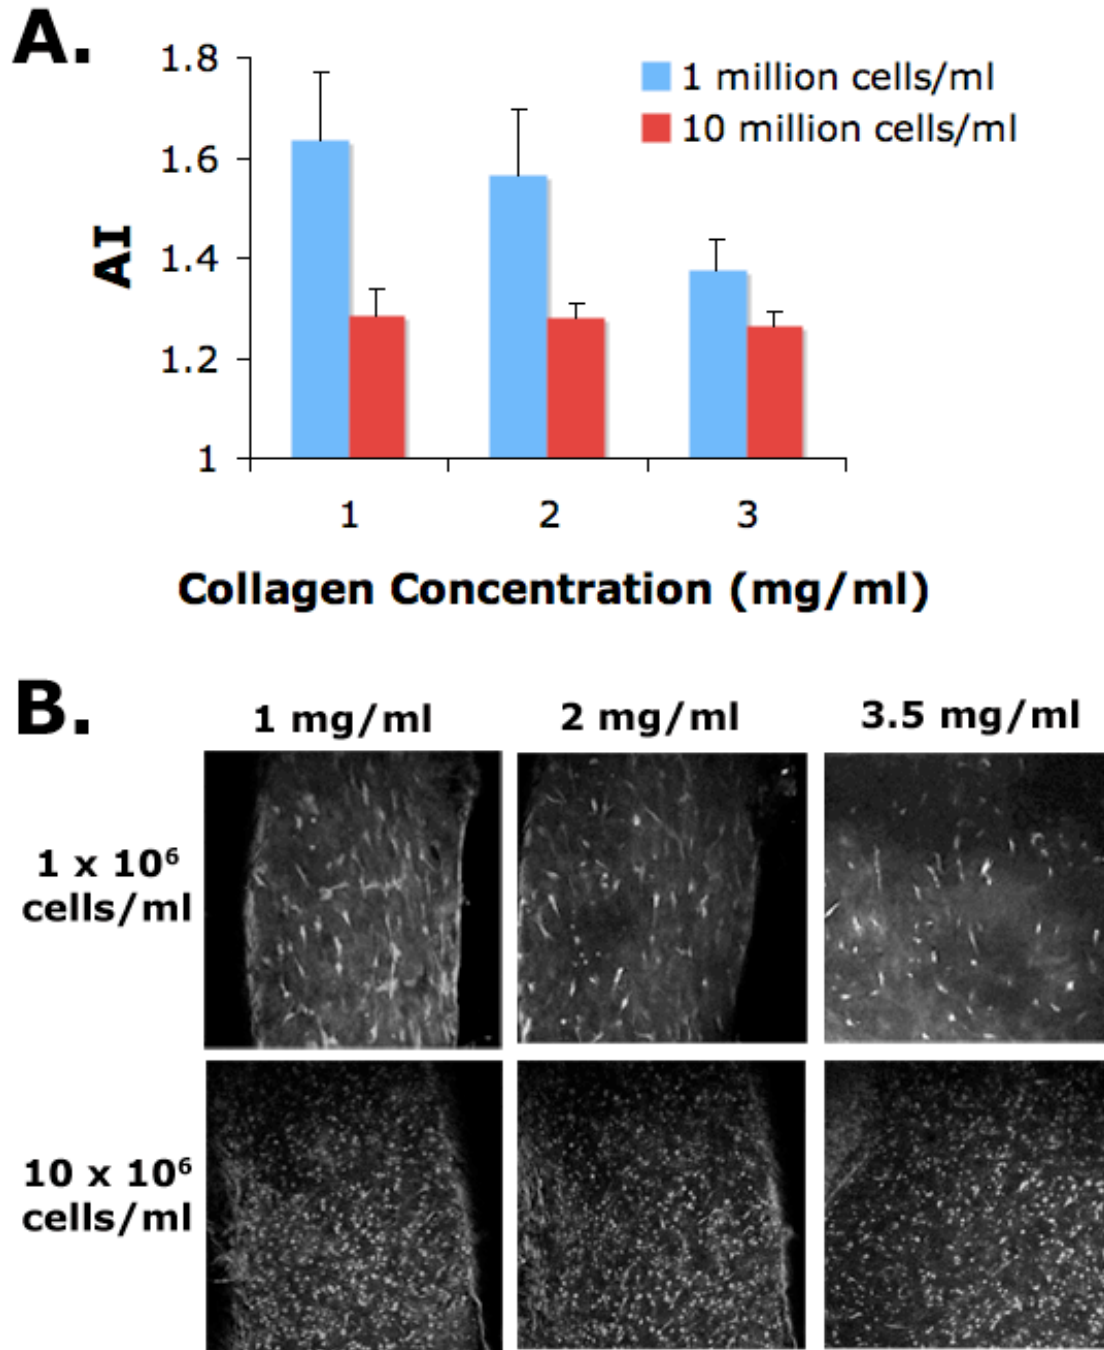 A.
1.8
1.6
1.4
1.2
1
AI
1 million cells/ml
10 million cells/ml
1 2 3
Collagen Concentration (mg/ml)
B.
1 mg/ml 2 mg/ml 3.5 mg/ml
1 x 10⁶
cells/ml
10 x 10⁶
cells/ml